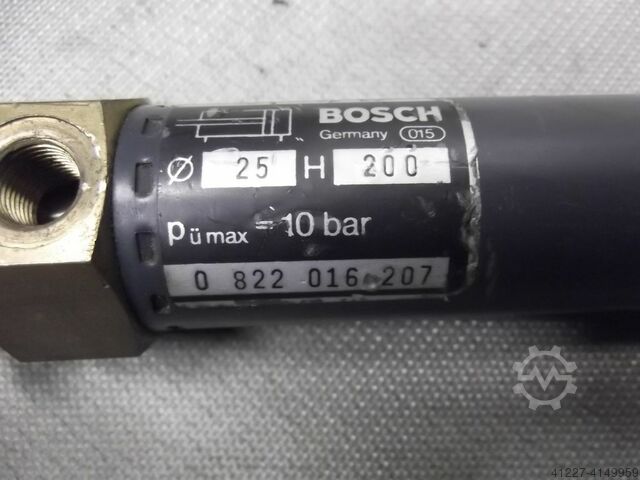 BOSCH
Germany 015
Ø 25 H 200
pü max = 10 bar
0 822 016 207
41227-4149959